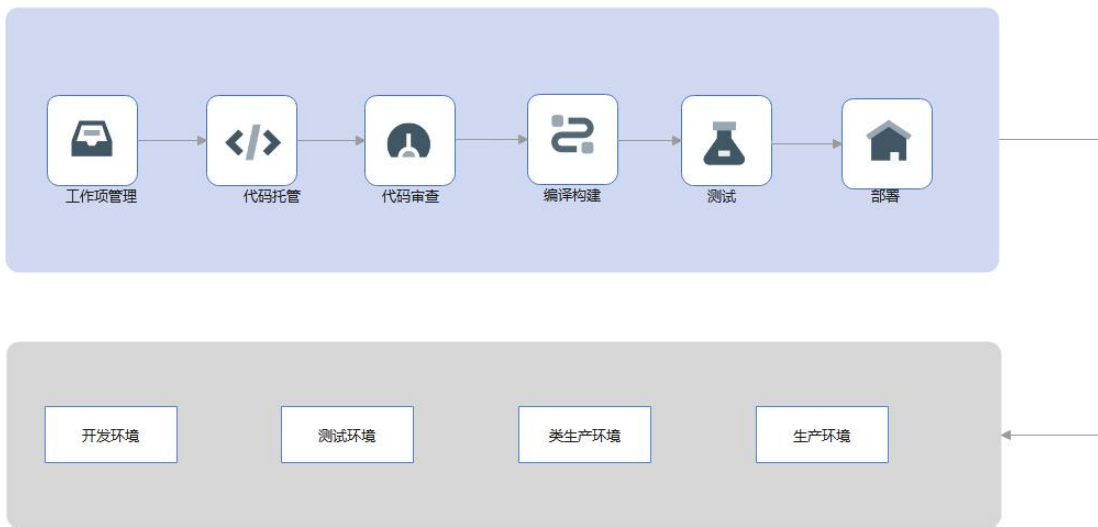 工作项管理
代码托管
代码审查
编译构建
测试
部署
开发环境
测试环境
类生产环境
生产环境